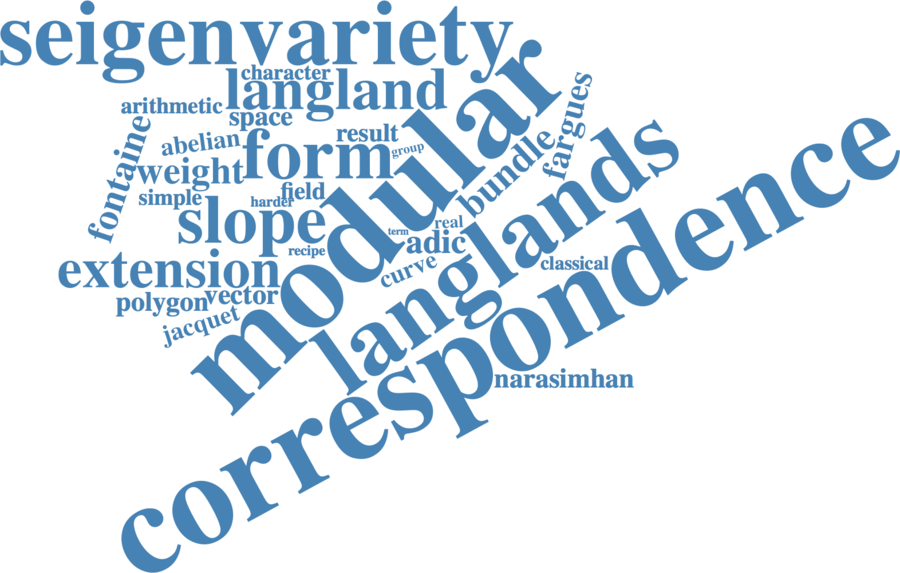 seigenvariety
character
langland
arithmetic
space
fontaine
abelian
result
group
form
modular
fargues
weight
bundle
langlands
simple
field
harder
slope
real
term
adic
recipe
extension
curve
classical
polygon
vector
jacquet
correspondence
narasimhan